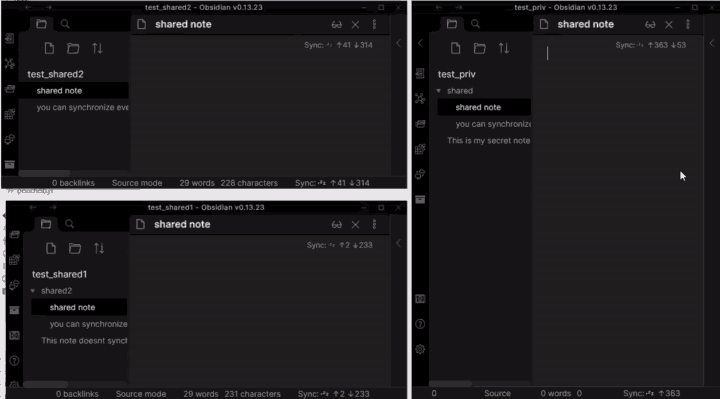 test_shared2 - Obsidian v0.13.23
shared note
Sync: ↑41 ↓314
test_shared2
shared note
you can synchronize eve
0 backlinks Source mode 29 words 228 characters Sync: ↑41 ↓314
test_shared1 - Obsidian v0.13.23
shared note
Sync: ↑2 ↓233
test_shared1
shared2
shared note
you can synchronize
This note doesnt synch
0 backlinks Source mode 29 words 231 characters Sync: ↑2 ↓233
test_priv - Obsidian v0.13.23
shared note
Sync: ↑363 ↓53
test_priv
shared
shared note
you can synchronize
This is my secret note
0 Source 0 words 0 Sync: ↑363